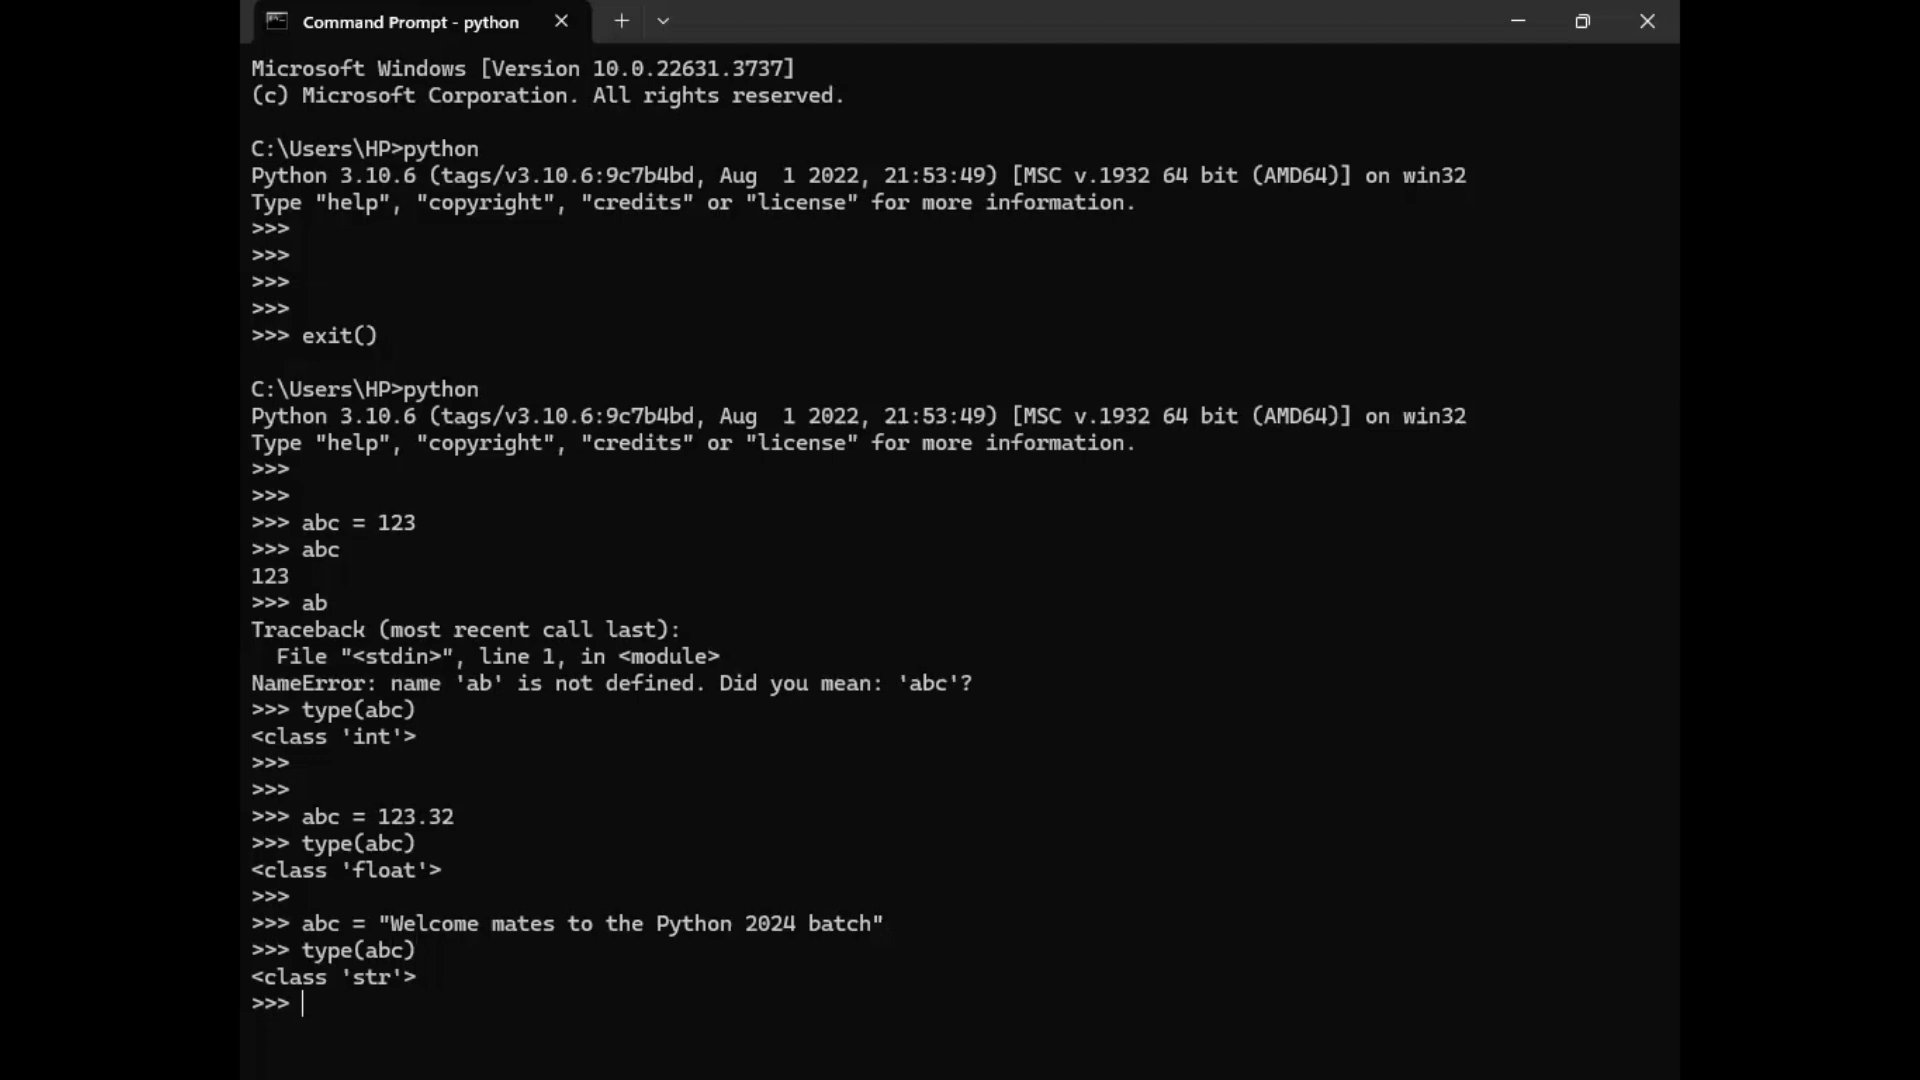 Command Prompt - python
Microsoft Windows [Version 10.0.22631.3737]
(c) Microsoft Corporation. All rights reserved.
C:\Users\HP>python
Python 3.10.6 (tags/v3.10.6:9c7b4bd, Aug  1 2022, 21:53:49) [MSC v.1932 64 bit (AMD64)] on win32
Type "help", "copyright", "credits" or "license" for more information.
>>>
>>>
>>>
>>>
>>> exit()
C:\Users\HP>python
Python 3.10.6 (tags/v3.10.6:9c7b4bd, Aug  1 2022, 21:53:49) [MSC v.1932 64 bit (AMD64)] on win32
Type "help", "copyright", "credits" or "license" for more information.
>>>
>>>
>>> abc = 123
>>> abc
123
>>> ab
Traceback (most recent call last):
  File "<stdin>", line 1, in <module>
NameError: name 'ab' is not defined. Did you mean: 'abc'?
>>> type(abc)
<class 'int'>
>>>
>>>
>>> abc = 123.32
>>> type(abc)
<class 'float'>
>>>
>>> abc = "Welcome mates to the Python 2024 batch"
>>> type(abc)
<class 'str'>
>>>